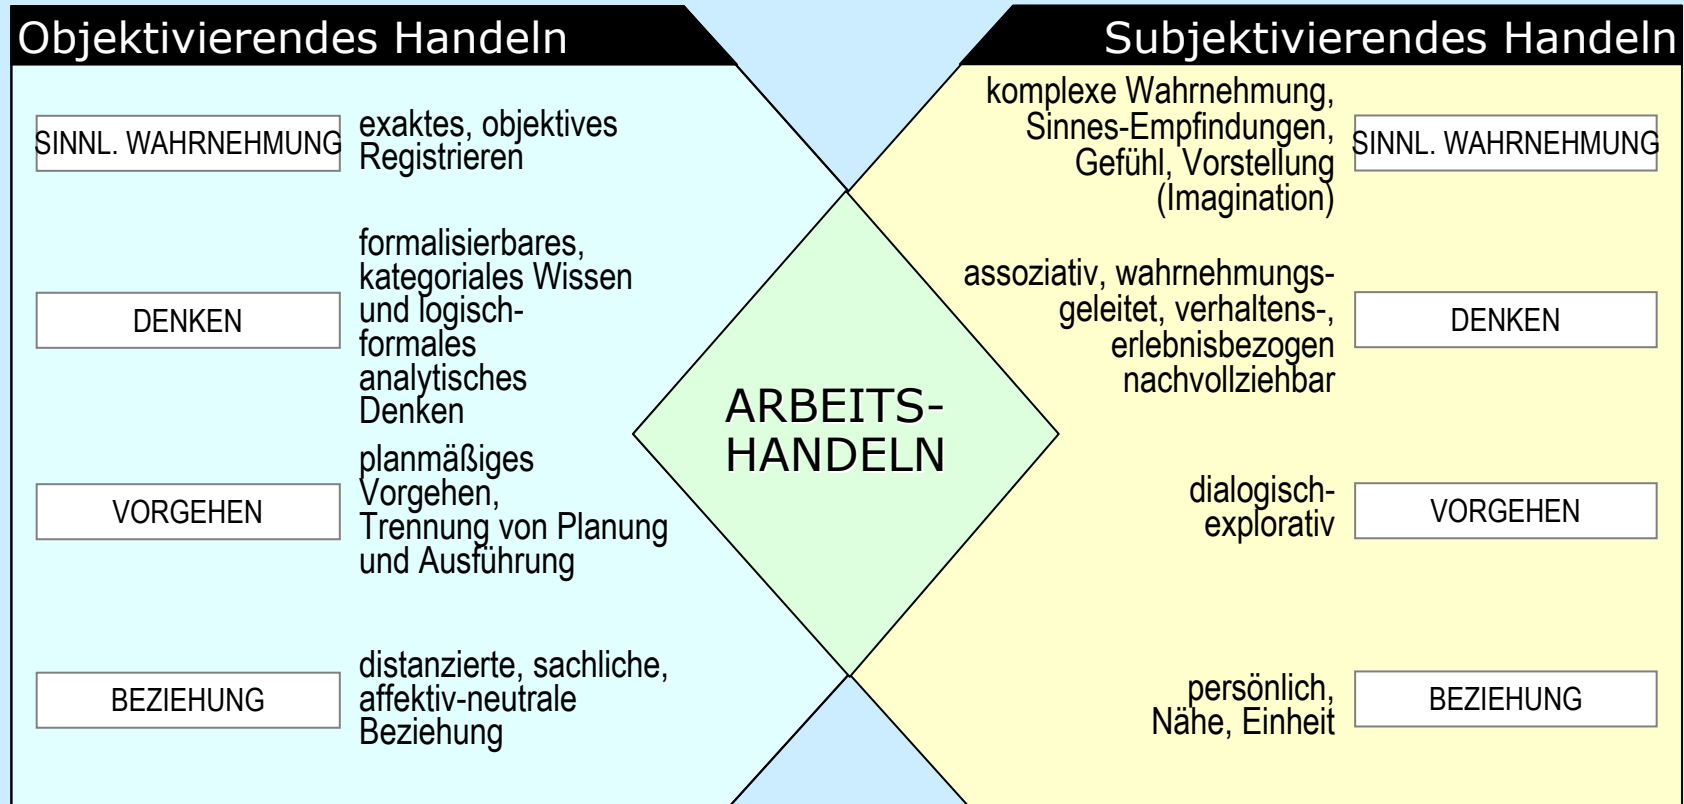 Objektivierendes Handeln
SINNL. WAHRNEHMUNG
exaktes, objektives
Registrieren
DENKEN
formalisierbares,
kategoriales Wissen
und logisch-
formales
analytisches
Denken
VORGEHEN
planmäßiges
Vorgehen,
Trennung von Planung
und Ausführung
BEZIEHUNG
distanzierte, sachliche,
affektiv-neutrale
Beziehung
ARBEITS-
HANDELN
Subjektivierendes Handeln
komplexe Wahrnehmung,
Sinnes-Empfindungen,
Gefühl, Vorstellung
(Imagination)
SINNL. WAHRNEHMUNG
assoziativ, wahrnehmungs-
geleitet, verhaltens-,
erlebnisbezogen
nachvollziehbar
DENKEN
dialogisch-
explorativ
VORGEHEN
persönlich,
Nähe, Einheit
BEZIEHUNG